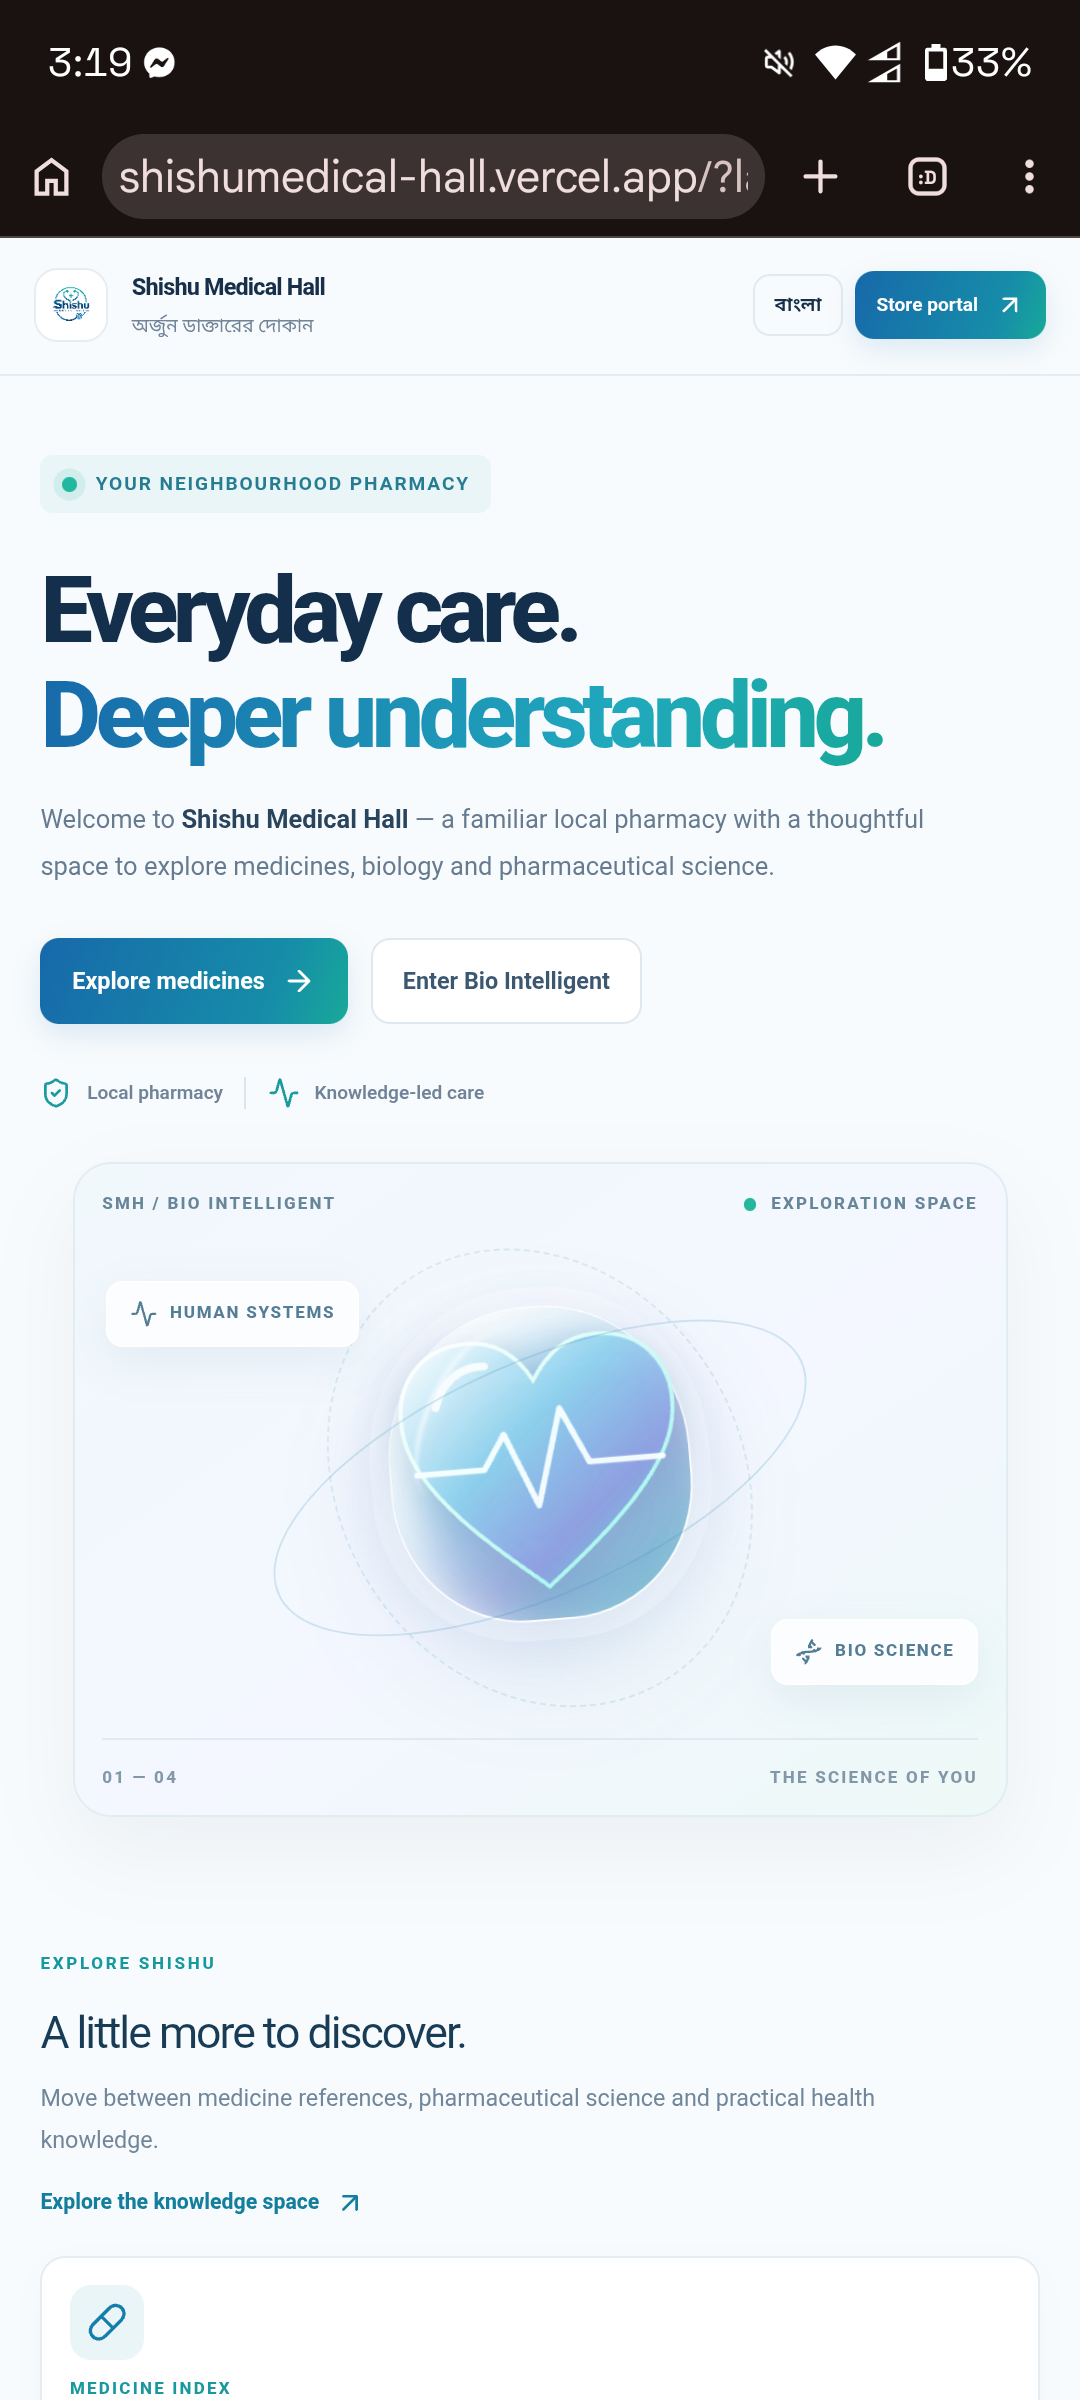 3:19
33%
shishumedical-hall.vercel.app/?la
Shishu
Shishu Medical Hall
অর্জুন ডাক্তারের দোকান
বাংলা
Store portal
YOUR NEIGHBOURHOOD PHARMACY
Everyday care.
Deeper understanding.
Welcome to Shishu Medical Hall — a familiar local pharmacy with a thoughtful
space to explore medicines, biology and pharmaceutical science.
Explore medicines
Enter Bio Intelligent
Local pharmacy
Knowledge-led care
SMH / BIO INTELLIGENT
EXPLORATION SPACE
HUMAN SYSTEMS
BIO SCIENCE
01 — 04
THE SCIENCE OF YOU
EXPLORE SHISHU
A little more to discover.
Move between medicine references, pharmaceutical science and practical health
knowledge.
Explore the knowledge space
MEDICINE INDEX